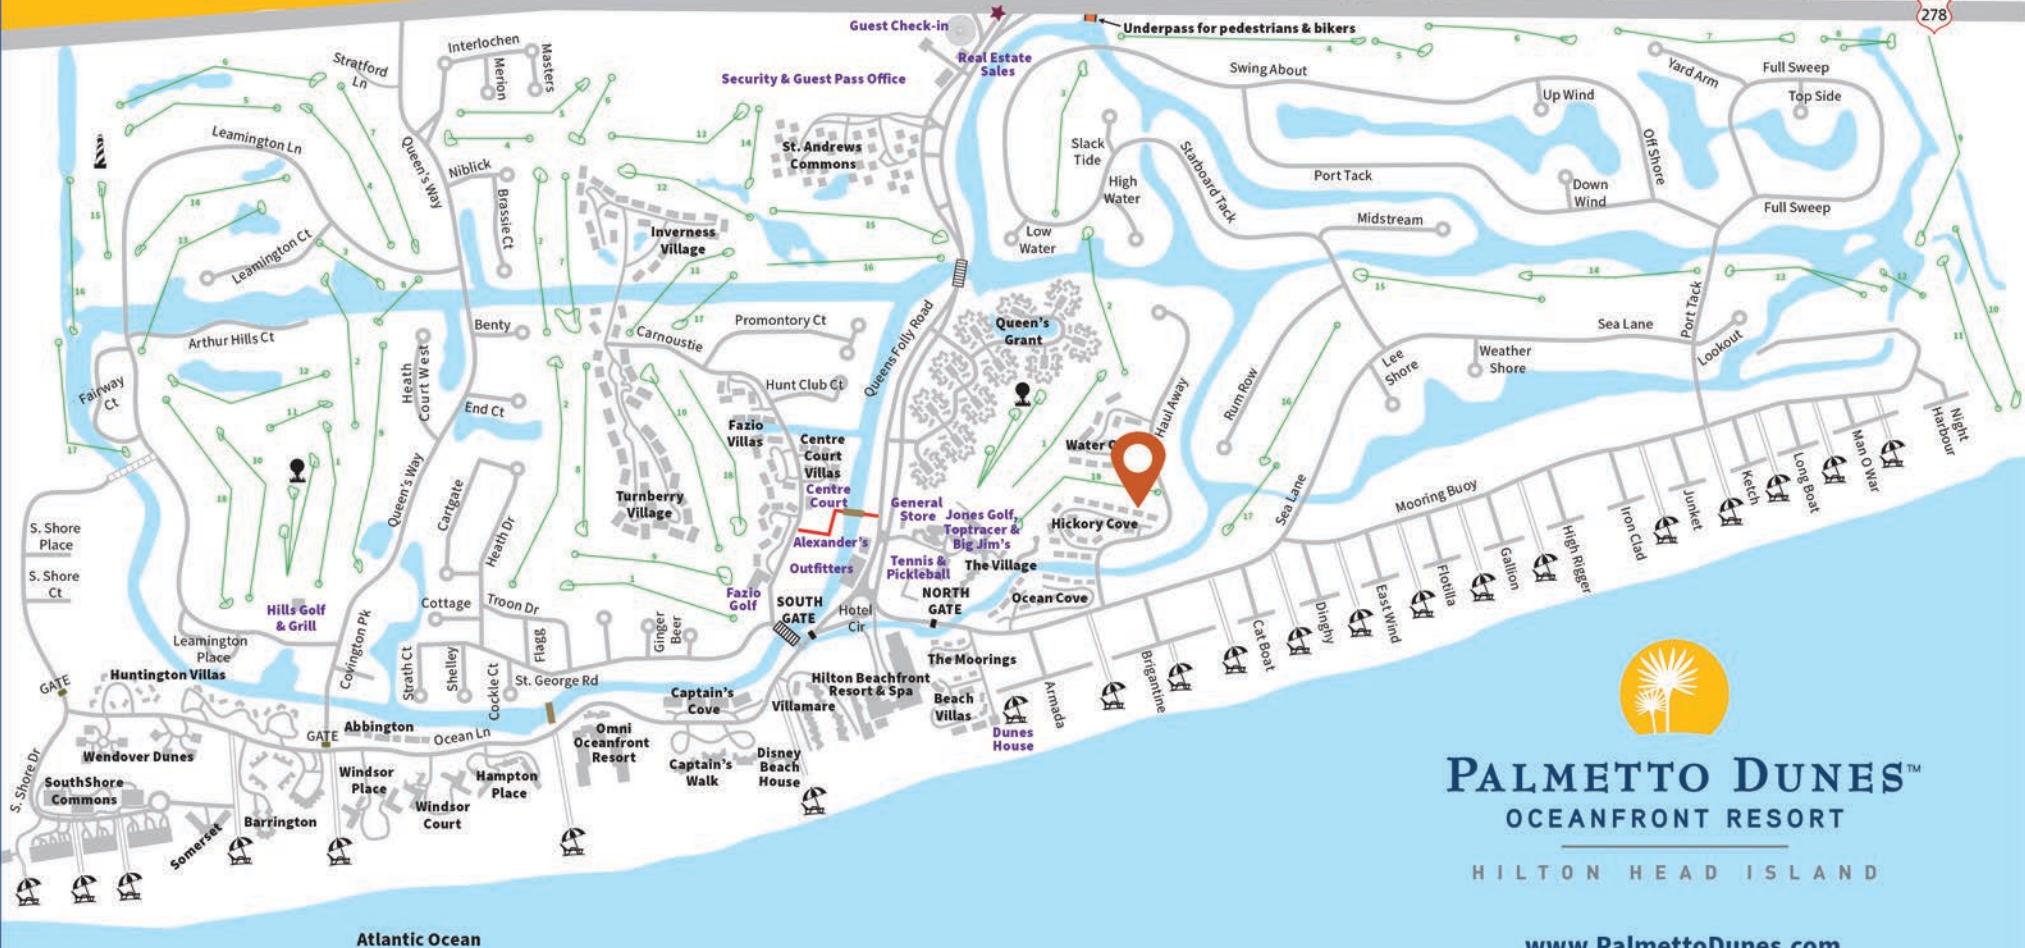 278
Guest Check-in
Underpass for pedestrians & bikers
Real Estate
Sales
Security & Guest Pass Office
Interlochen
Merion
Masters
Stratford
Ln
Leamington Ln
Queen's Way
Niblick
Brassie Ct
Leamington Ct
Arthur Hills Ct
Fairway
Ct
Benty
Heath
Court West
End Ct
Queen's Way
Cartgate
Heath Dr
St. Andrews
Commons
Inverness
Village
Carnoustie
Promontory Ct
Hunt Club Ct
Queens Folly Road
Fazio
Villas
Centre
Court
Villas
Centre
Court
Turnberry
Village
Alexander's
Outfitters
Fazio
Golf
SOUTH
GATE
Hotel
Cir
General
Store
Jones Golf,
Toptracer &
Big Jim's
Tennis &
Pickleball
The Village
NORTH
GATE
Ocean Cove
Hickory Cove
Water
Haul Away
Queen's
Grant
Slack
Tide
High
Water
Low
Water
Starboard Tack
Swing About
Port Tack
Up Wind
Down
Wind
Off Shore
Yard Arm
Full Sweep
Top Side
Full Sweep
Midstream
Rum Row
Lee
Shore
Weather
Shore
Sea Lane
Port Tack
Lookout
Sea Lane
Mooring Buoy
Night
Harbour
Man O War
Long Boat
Ketch
Junket
Iron Clad
High Rigger
Gallion
Flotilla
East Wind
Dinghy
Cat Boat
Brigantine
Armada
S. Shore
Place
S. Shore
Ct
Hills Golf
& Grill
Leamington
Place
Covington Pk
Cottage
Troon Dr
Strath Ct
Shelley
Cockle Ct
Flagg
Ginger
Beer
St. George Rd
GATE
Huntington Villas
GATE
Abbington
Ocean Ln
Wendover Dunes
S. Shore Dr
SouthShore
Commons
Somerset
Barrington
Windsor
Place
Windsor
Court
Hampton
Place
Omni
Oceanfront
Resort
Captain's
Cove
Captain's
Walk
Villamare
Disney
Beach
House
Hilton Beachfront
Resort & Spa
The Moorings
Beach
Villas
Dunes
House
PALMETTO DUNES™
OCEANFRONT RESORT
HILTON HEAD ISLAND
Atlantic Ocean
www.PalmettoDunes.com